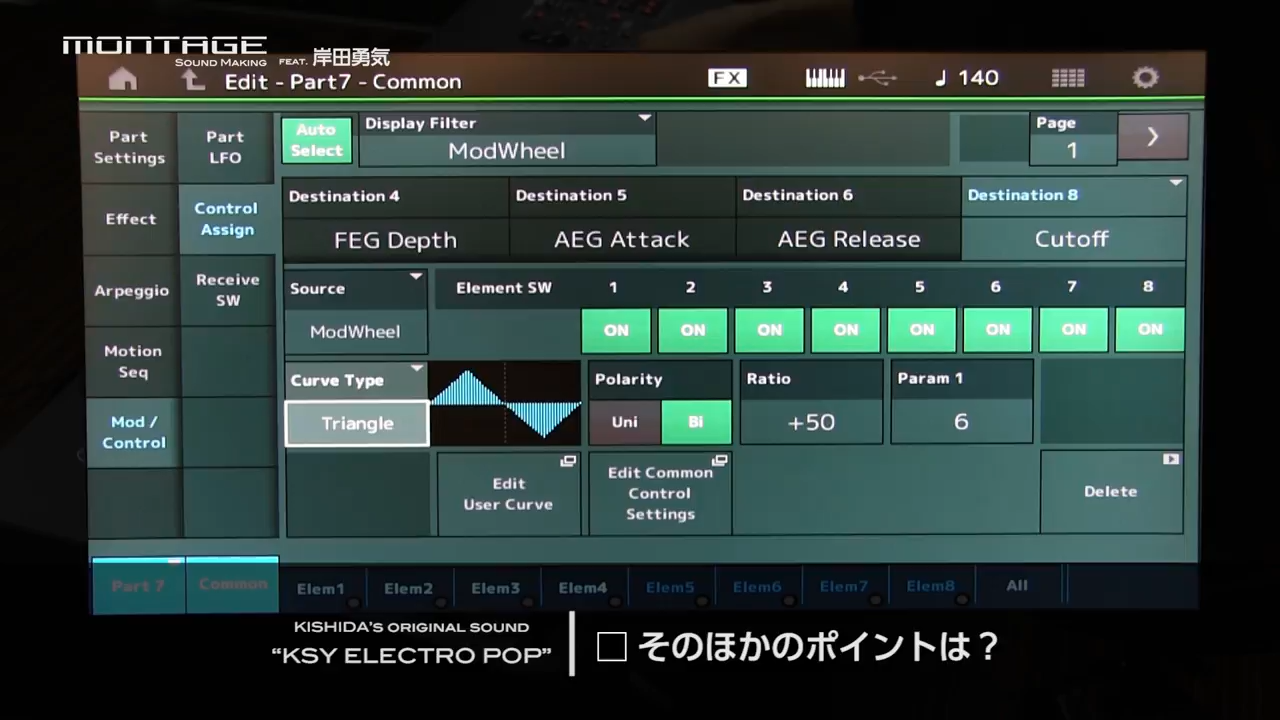 MONTAGE
SOUND MAKING FEAT. 岸田勇気
Edit - Part7 - Common
FX
♩ 140
Part Settings
Part LFO
Auto Select
Display Filter
ModWheel
Page
1
Effect
Control Assign
Destination 4
Destination 5
Destination 6
Destination 8
FEG Depth
AEG Attack
AEG Release
Cutoff
Arpeggio
Receive SW
Source
ModWheel
Element SW
1 2 3 4 5 6 7 8
ON ON ON ON ON ON ON ON
Motion Seq
Curve Type
Triangle
Polarity
Uni
Bi
Ratio
+50
Param 1
6
Mod / Control
Edit User Curve
Edit Common Control Settings
Delete
Part 7
Common
Elem1 Elem2 Elem3 Elem4 Elem5 Elem6 Elem7 Elem8 All
KISHIDA'S ORIGINAL SOUND
“KSY ELECTRO POP”
□ そのほかのポイントは？